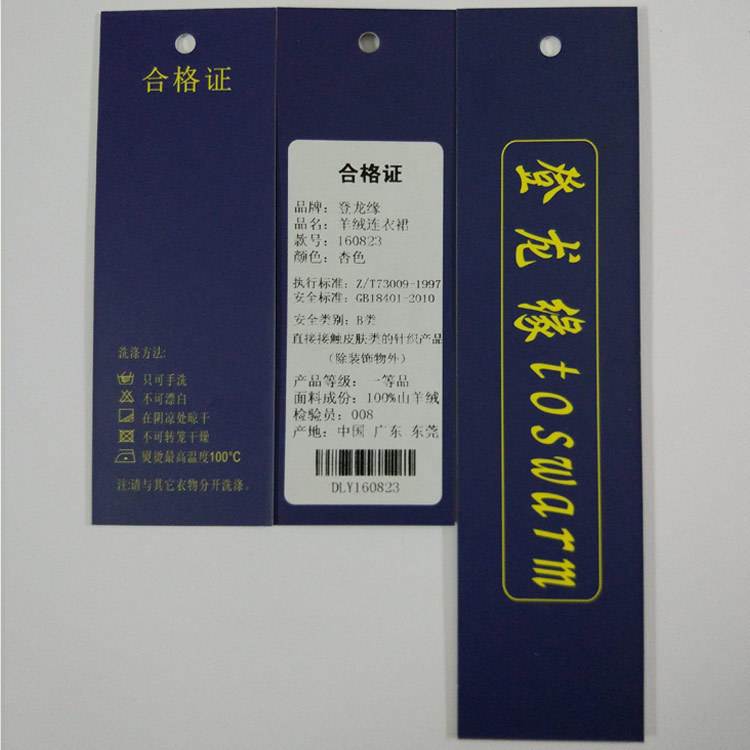 合格证
洗涤方法:
只可手洗
不可漂白
在阴凉处晾干
不可转笼干燥
熨烫最高温度100°C
注:请与其它衣物分开洗涤。
合格证
品牌：登龙缘
品名：羊绒连衣裙
款号：160823
颜色：杏色
执行标准：Z/T73009-1997
安全标准：GB18401-2010
安全类别：B类
直接接触皮肤类的针织产品
（除装饰物外）
产品等级：一等品
面料成份：100%山羊绒
检验员：008
产地：中国 广东 东莞
DLY160823
登龙缘toswarm